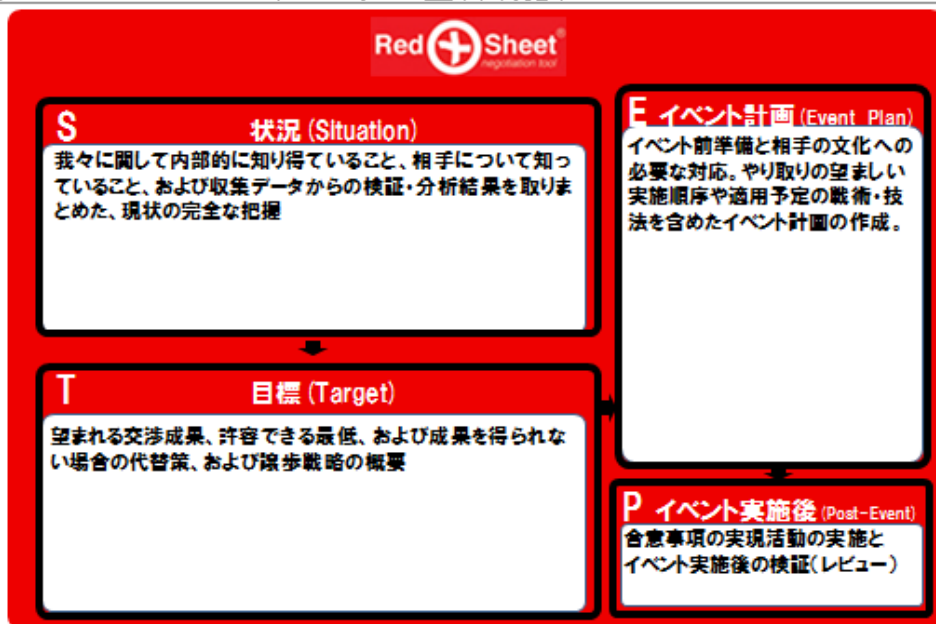 Red Sheet®
negotiation tool
S 状況 (Situation)
我々に関して内部的に知り得ていること、相手について知っ
ていること、および収集データからの検証・分析結果を取りま
とめた、現状の完全な把握
T 目標 (Target)
望まれる交渉成果、許容できる最低、および成果を得られな
い場合の代替策、および譲歩戦略の概要
E イベント計画 (Event Plan)
イベント前準備と相手の文化への
必要な対応。やり取りの望ましい
実施順序や適用予定の戦術・技
法を含めたイベント計画の作成。
P イベント実施後 (Post-Event)
合意事項の実現活動の実施と
イベント実施後の検証(レビュー)